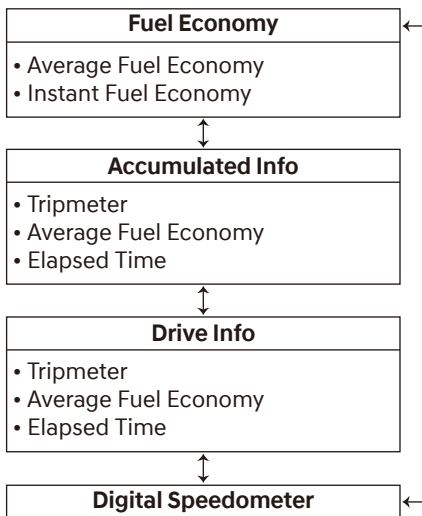 Fuel Economy
• Average Fuel Economy
• Instant Fuel Economy
Accumulated Info
• Tripmeter
• Average Fuel Economy
• Elapsed Time
Drive Info
• Tripmeter
• Average Fuel Economy
• Elapsed Time
Digital Speedometer